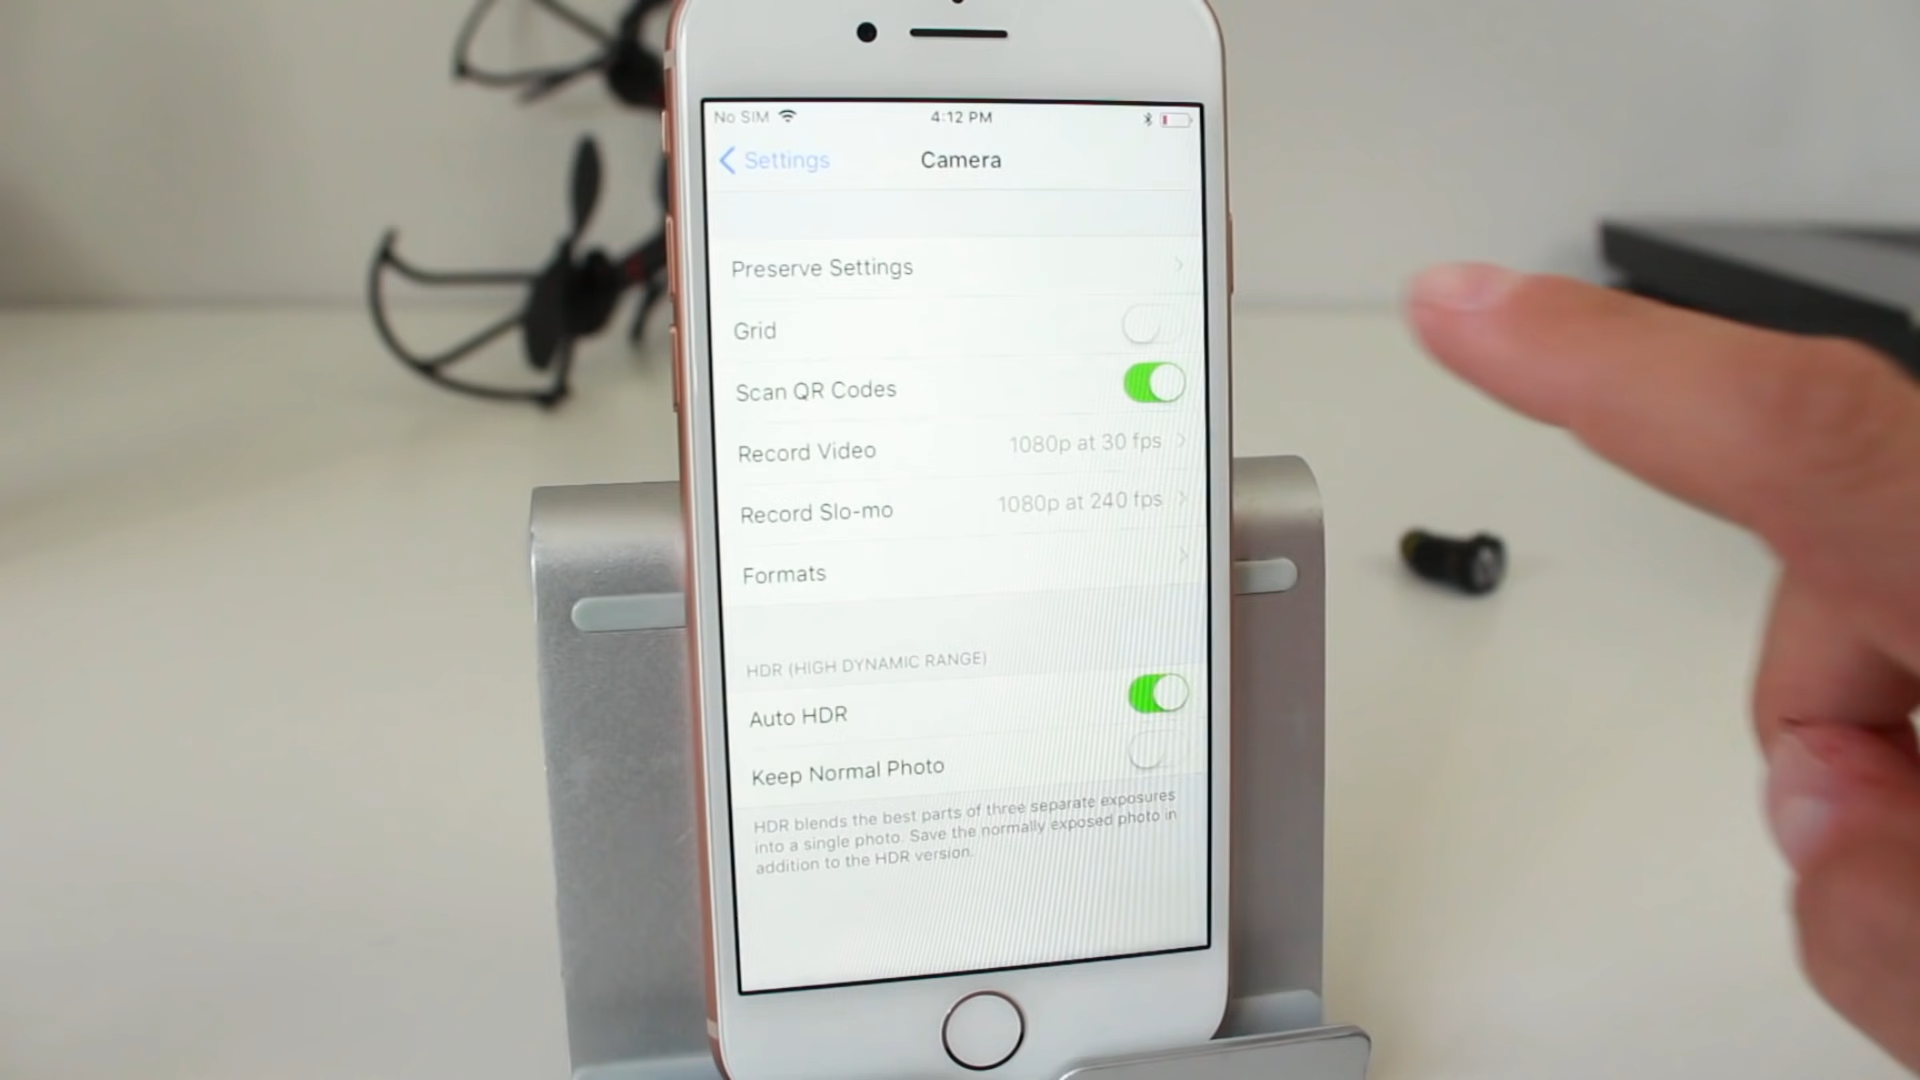 No SIM 4:12 PM
Settings Camera
Preserve Settings
Grid
Scan QR Codes
Record Video 1080p at 30 fps
Record Slo-mo 1080p at 240 fps
Formats
HDR (HIGH DYNAMIC RANGE)
Auto HDR
Keep Normal Photo
HDR blends the best parts of three separate exposures
into a single photo. Save the normally exposed photo in
addition to the HDR version.